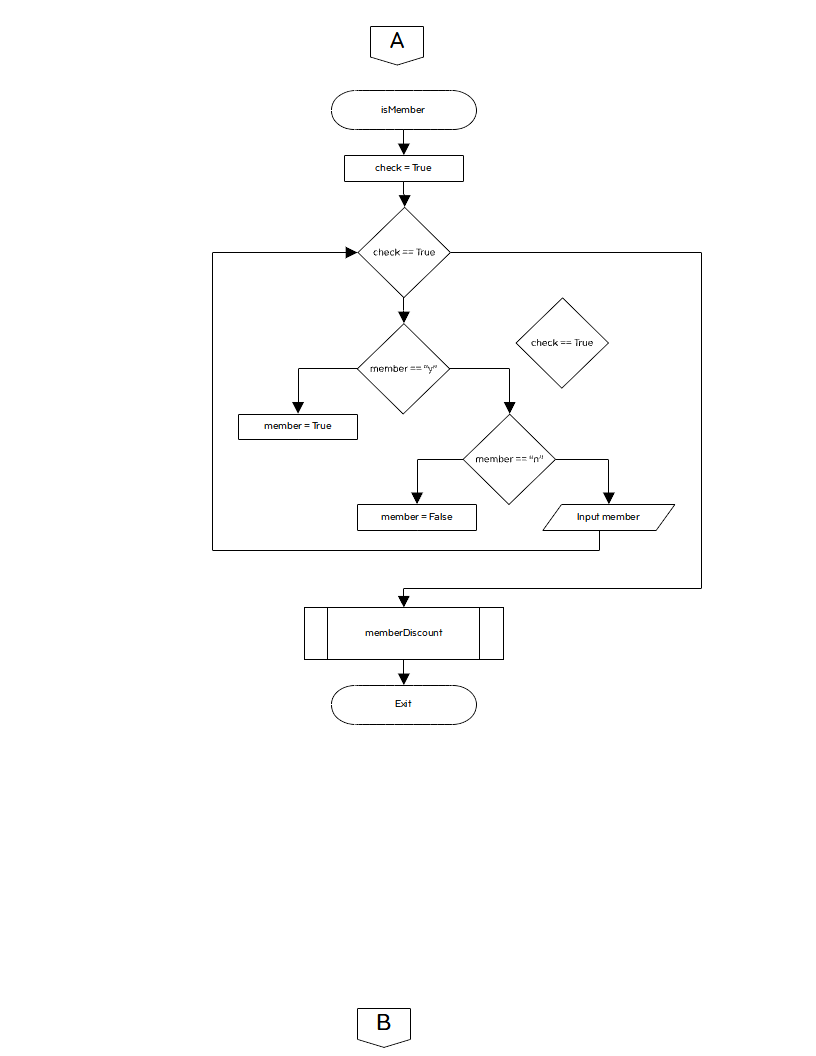 A
isMember
check = True
check == True
check == True
member == "y"
member = True
member == "n"
member = False
Input member
memberDiscount
Exit
B